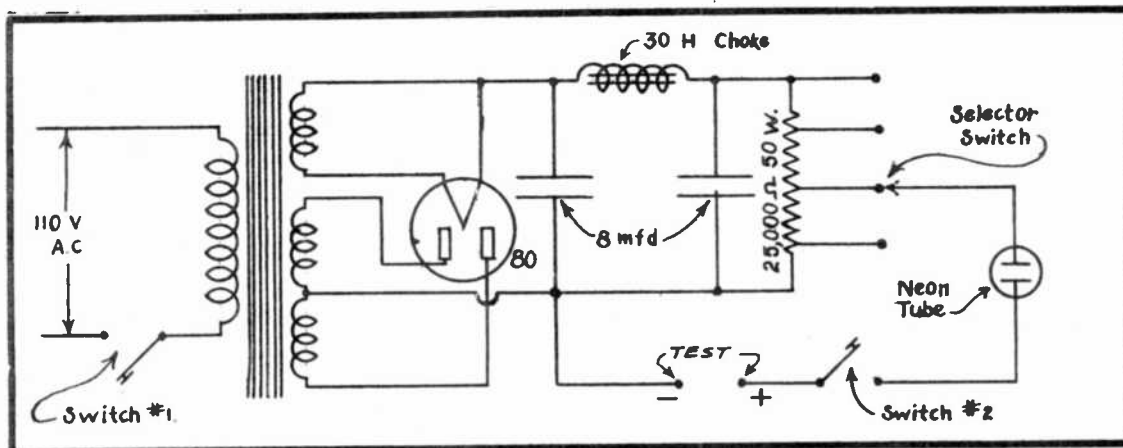 30 H Choke
Selector
Switch
25,000 Ω 50 W.
110 V
A.C
8 mfd
80
Neon
Tube
TEST
- +
Switch #1
Switch #2